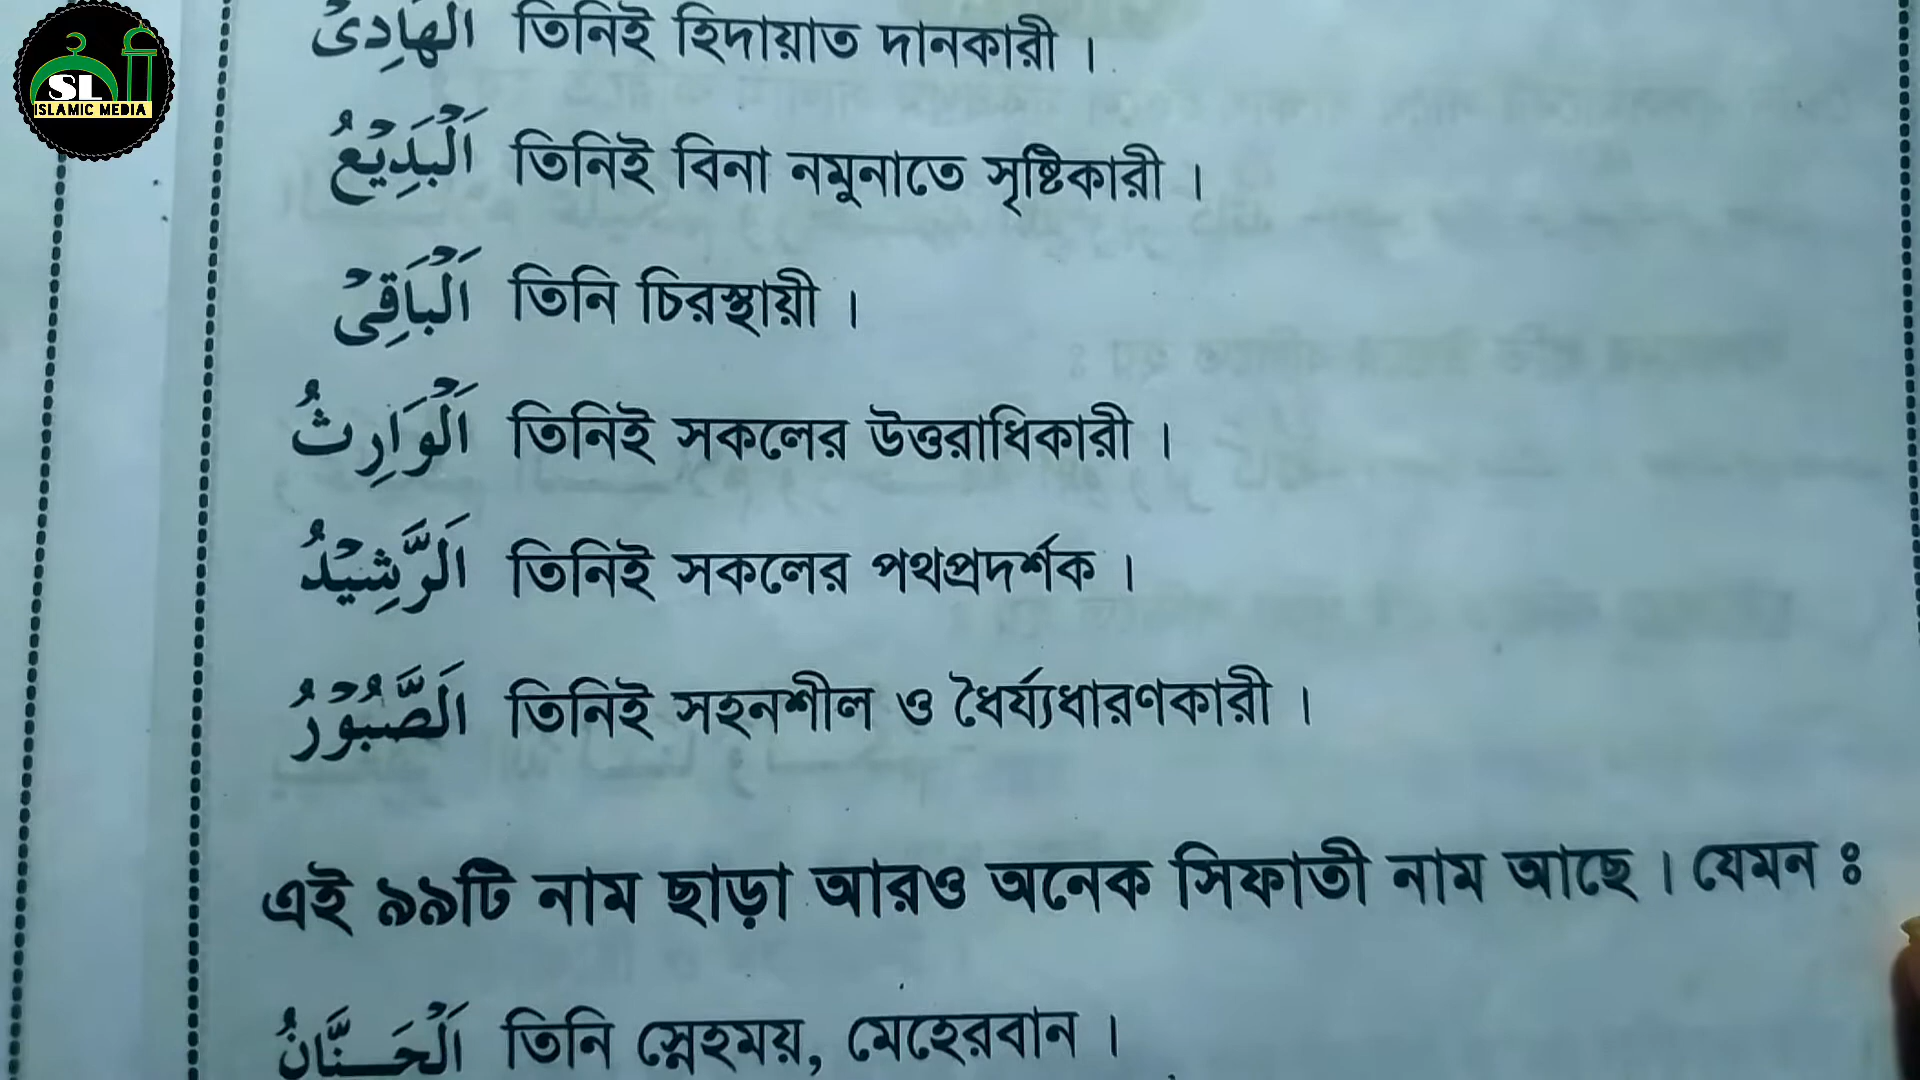 SL
ISLAMIC MEDIA
الْهَادِىْ তিনিই হিদায়াত দানকারী ।
اَلْبَدِيْعُ তিনিই বিনা নমুনাতে সৃষ্টিকারী ।
اَلْبَاقِىْ তিনি চিরস্থায়ী ।
اَلْوَارِثُ তিনিই সকলের উত্তরাধিকারী ।
اَلرَّشِيْدُ তিনিই সকলের পথপ্রদর্শক ।
اَلصَّبُوْرُ তিনিই সহনশীল ও ধৈর্য্যধারণকারী ।
এই ৯৯টি নাম ছাড়া আরও অনেক সিফাতী নাম আছে । যেমন ঃ
اَلْحَنَّانُ তিনি স্নেহময়, মেহেরবান ।